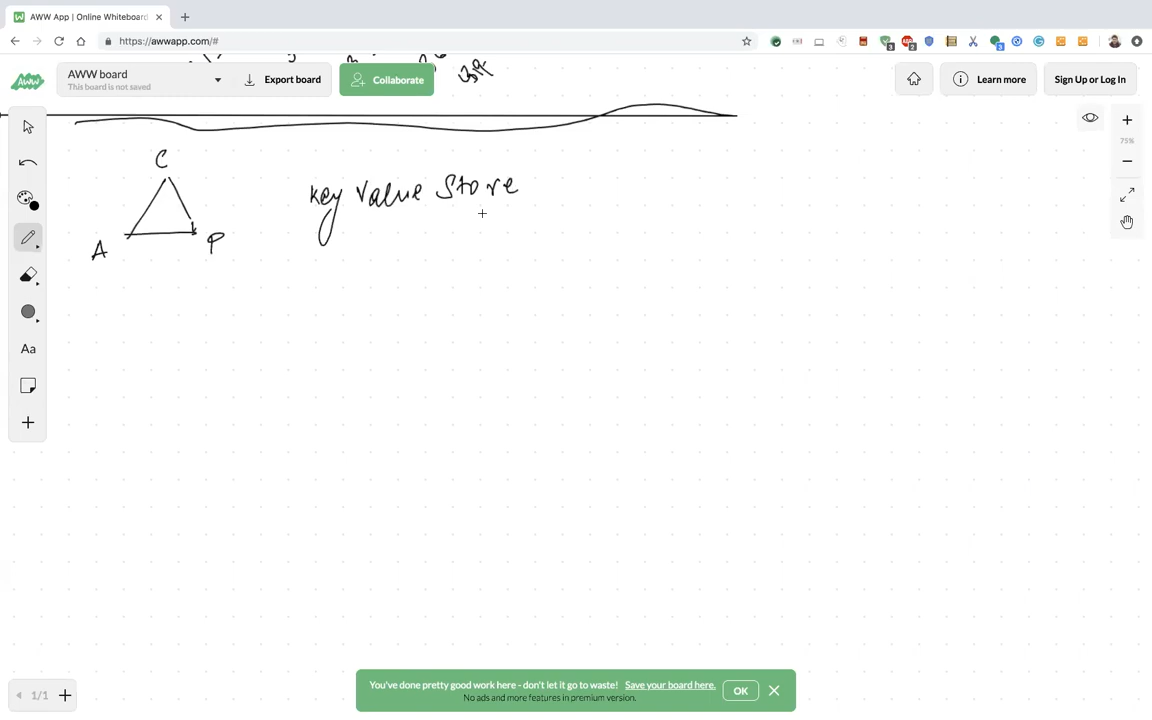 AWW App | Online Whiteboard
https://awwapp.com/#
AWW
AWW board
This board is not saved
Export board
Collaborate
Learn more
Sign Up or Log In
75%
C
A
P
Key Value Store
Aa
You've done pretty good work here - don't let it go to waste! Save your board here.
No ads and more features in premium version.
OK
1/1